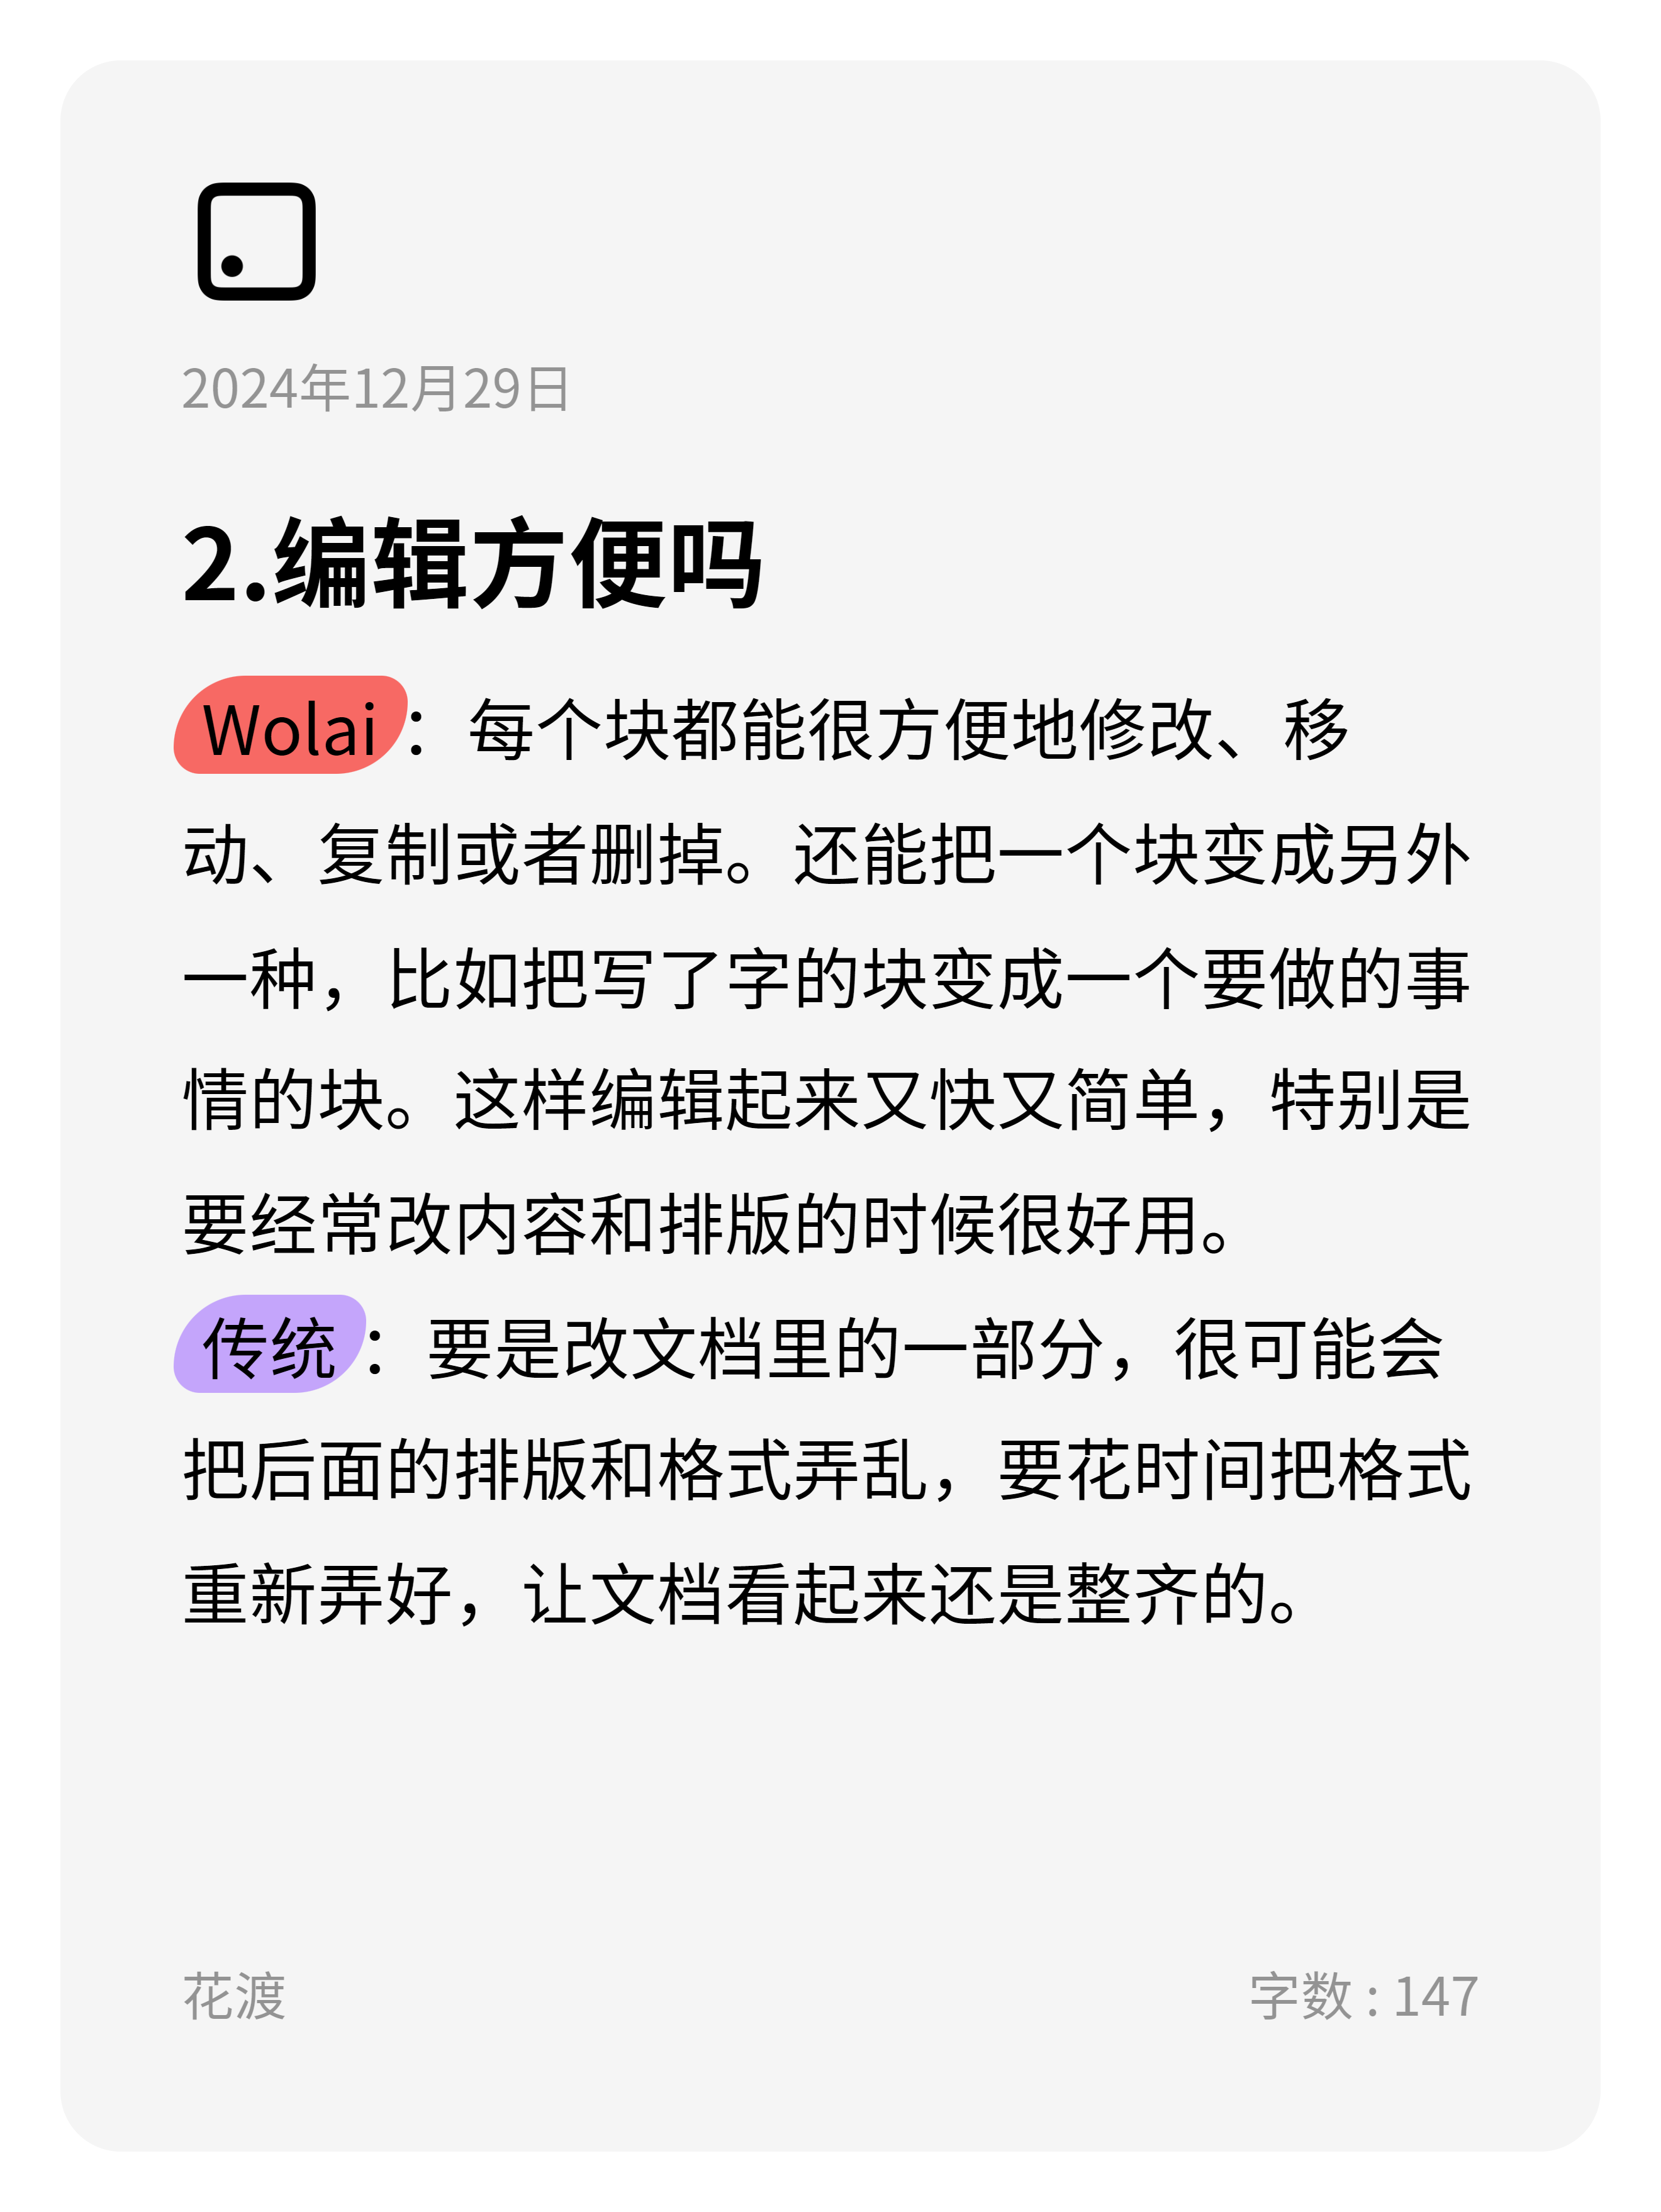 2024年12月29日
2.编辑方便吗
Wolai：每个块都能很方便地修改、移
动、复制或者删掉。还能把一个块变成另外
一种，比如把写了字的块变成一个要做的事
情的块。这样编辑起来又快又简单，特别是
要经常改内容和排版的时候很好用。
传统：要是改文档里的一部分，很可能会
把后面的排版和格式弄乱，要花时间把格式
重新弄好，让文档看起来还是整齐的。
花渡
字数 : 147